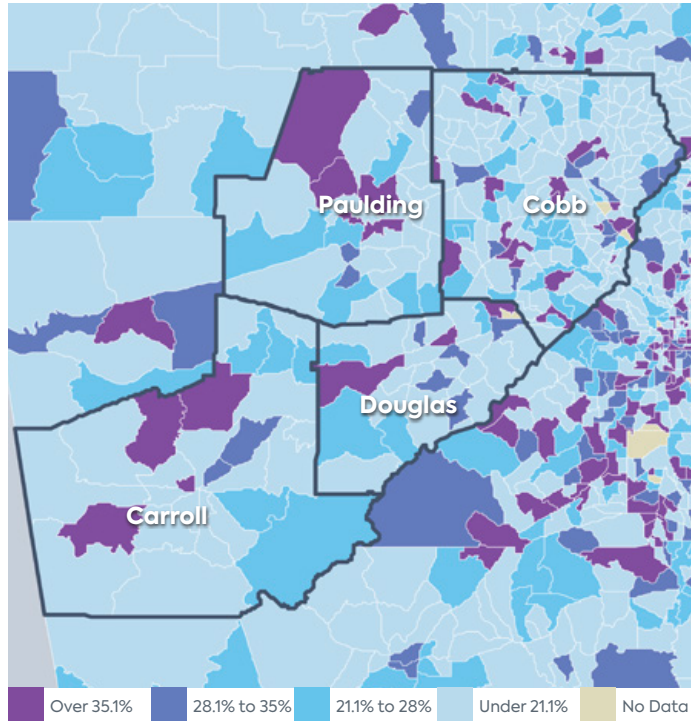 Paulding
Cobb
Douglas
Carroll
Over 35.1%
28.1% to 35%
21.1% to 28%
Under 21.1%
No Data